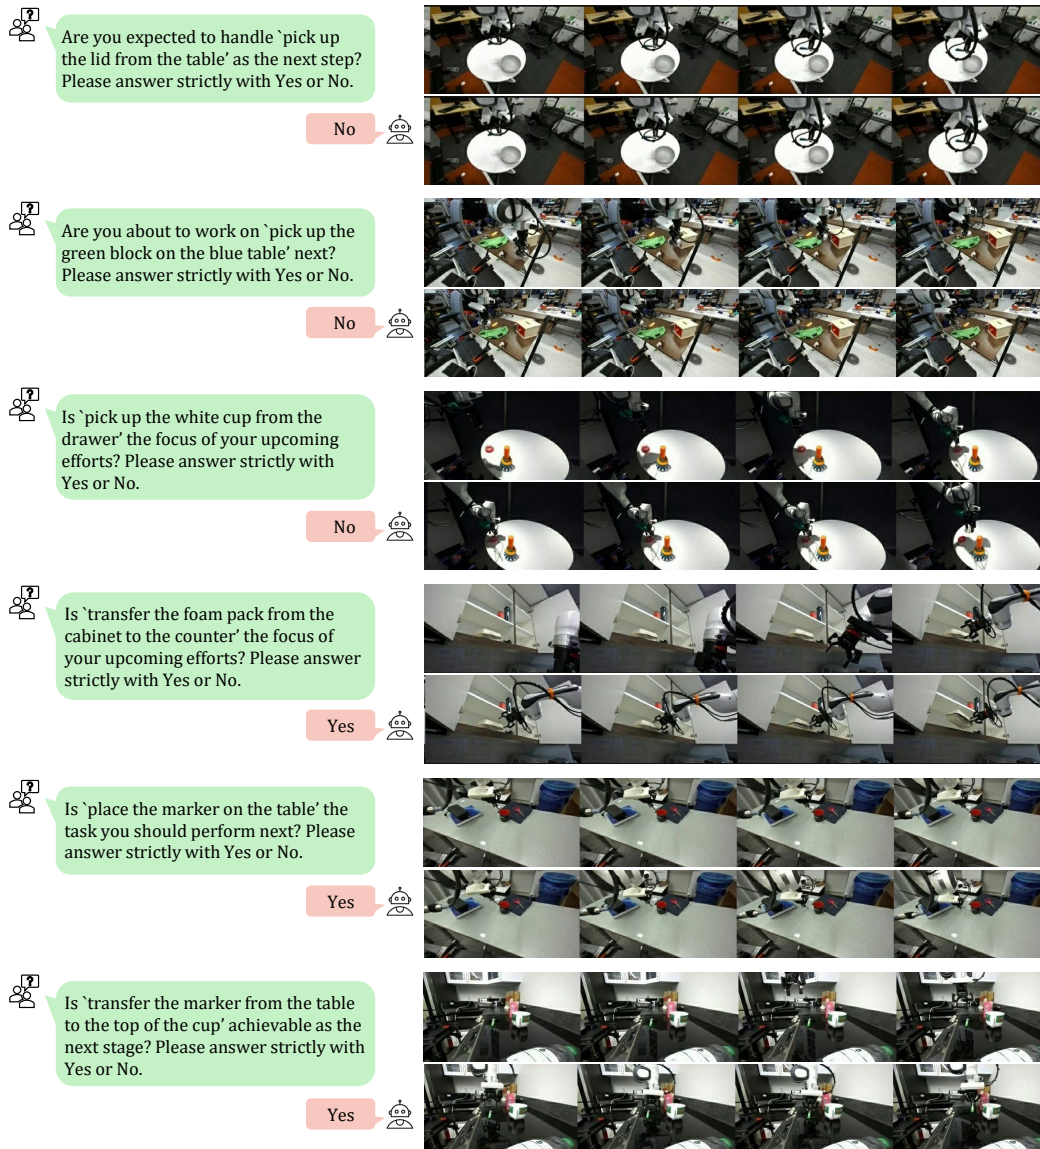 Are you expected to handle `pick up
the lid from the table’ as the next step?
Please answer strictly with Yes or No.
No
Are you about to work on `pick up the
green block on the blue table’ next?
Please answer strictly with Yes or No.
No
Is `pick up the white cup from the
drawer’ the focus of your upcoming
efforts? Please answer strictly with
Yes or No.
No
Is `transfer the foam pack from the
cabinet to the counter’ the focus of
your upcoming efforts? Please answer
strictly with Yes or No.
Yes
Is `place the marker on the table’ the
task you should perform next? Please
answer strictly with Yes or No.
Yes
Is `transfer the marker from the table
to the top of the cup’ achievable as the
next stage? Please answer strictly with
Yes or No.
Yes